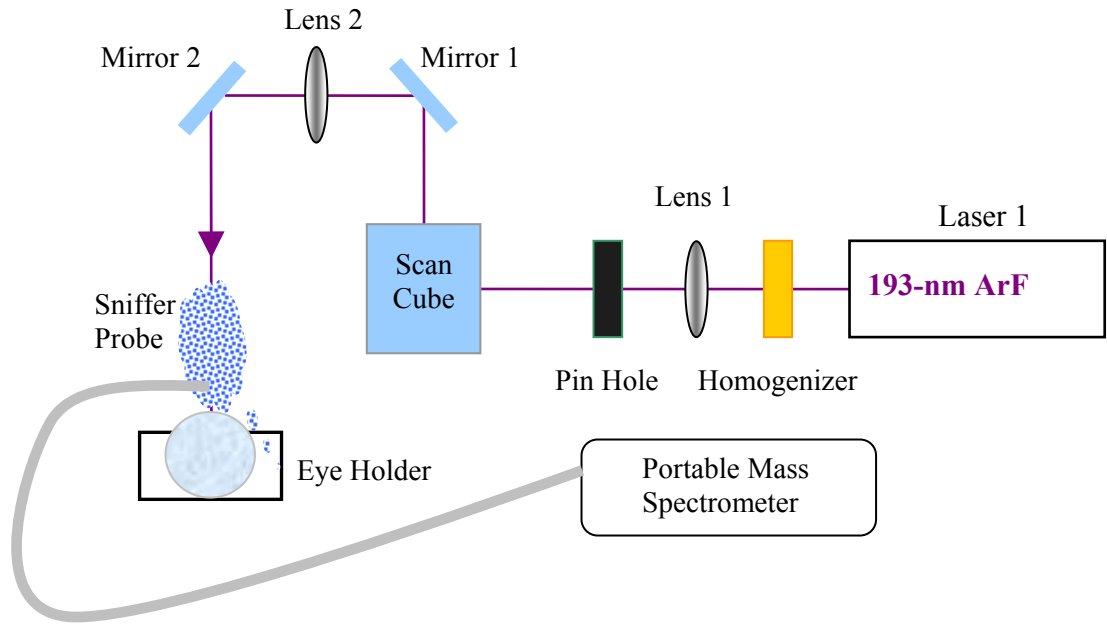 Lens 2
Mirror 2
Mirror 1
Lens 1
Laser 1
Scan
Cube
193-nm ArF
Sniffer
Probe
Pin Hole
Homogenizer
Eye Holder
Portable Mass
Spectrometer